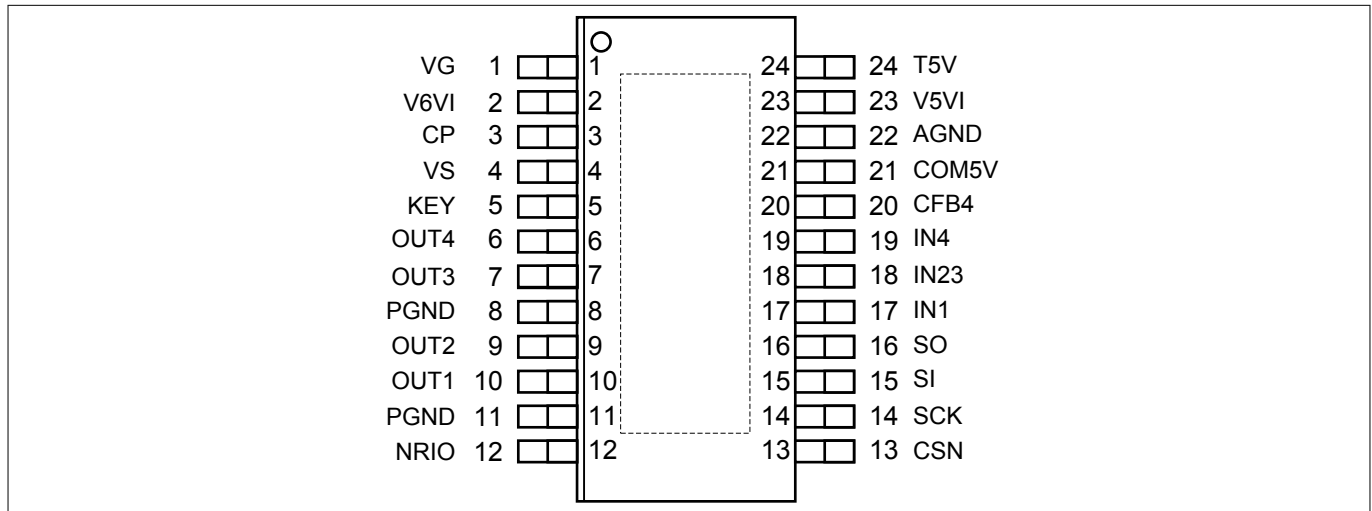 VG 1 1 24 24 T5V
V6VI 2 2 23 23 V5VI
CP 3 3 22 22 AGND
VS 4 4 21 21 COM5V
KEY 5 5 20 20 CFB4
OUT4 6 6 19 19 IN4
OUT3 7 7 18 18 IN23
PGND 8 8 17 17 IN1
OUT2 9 9 16 16 SO
OUT1 10 10 15 15 SI
PGND 11 11 14 14 SCK
NRIO 12 12 13 13 CSN